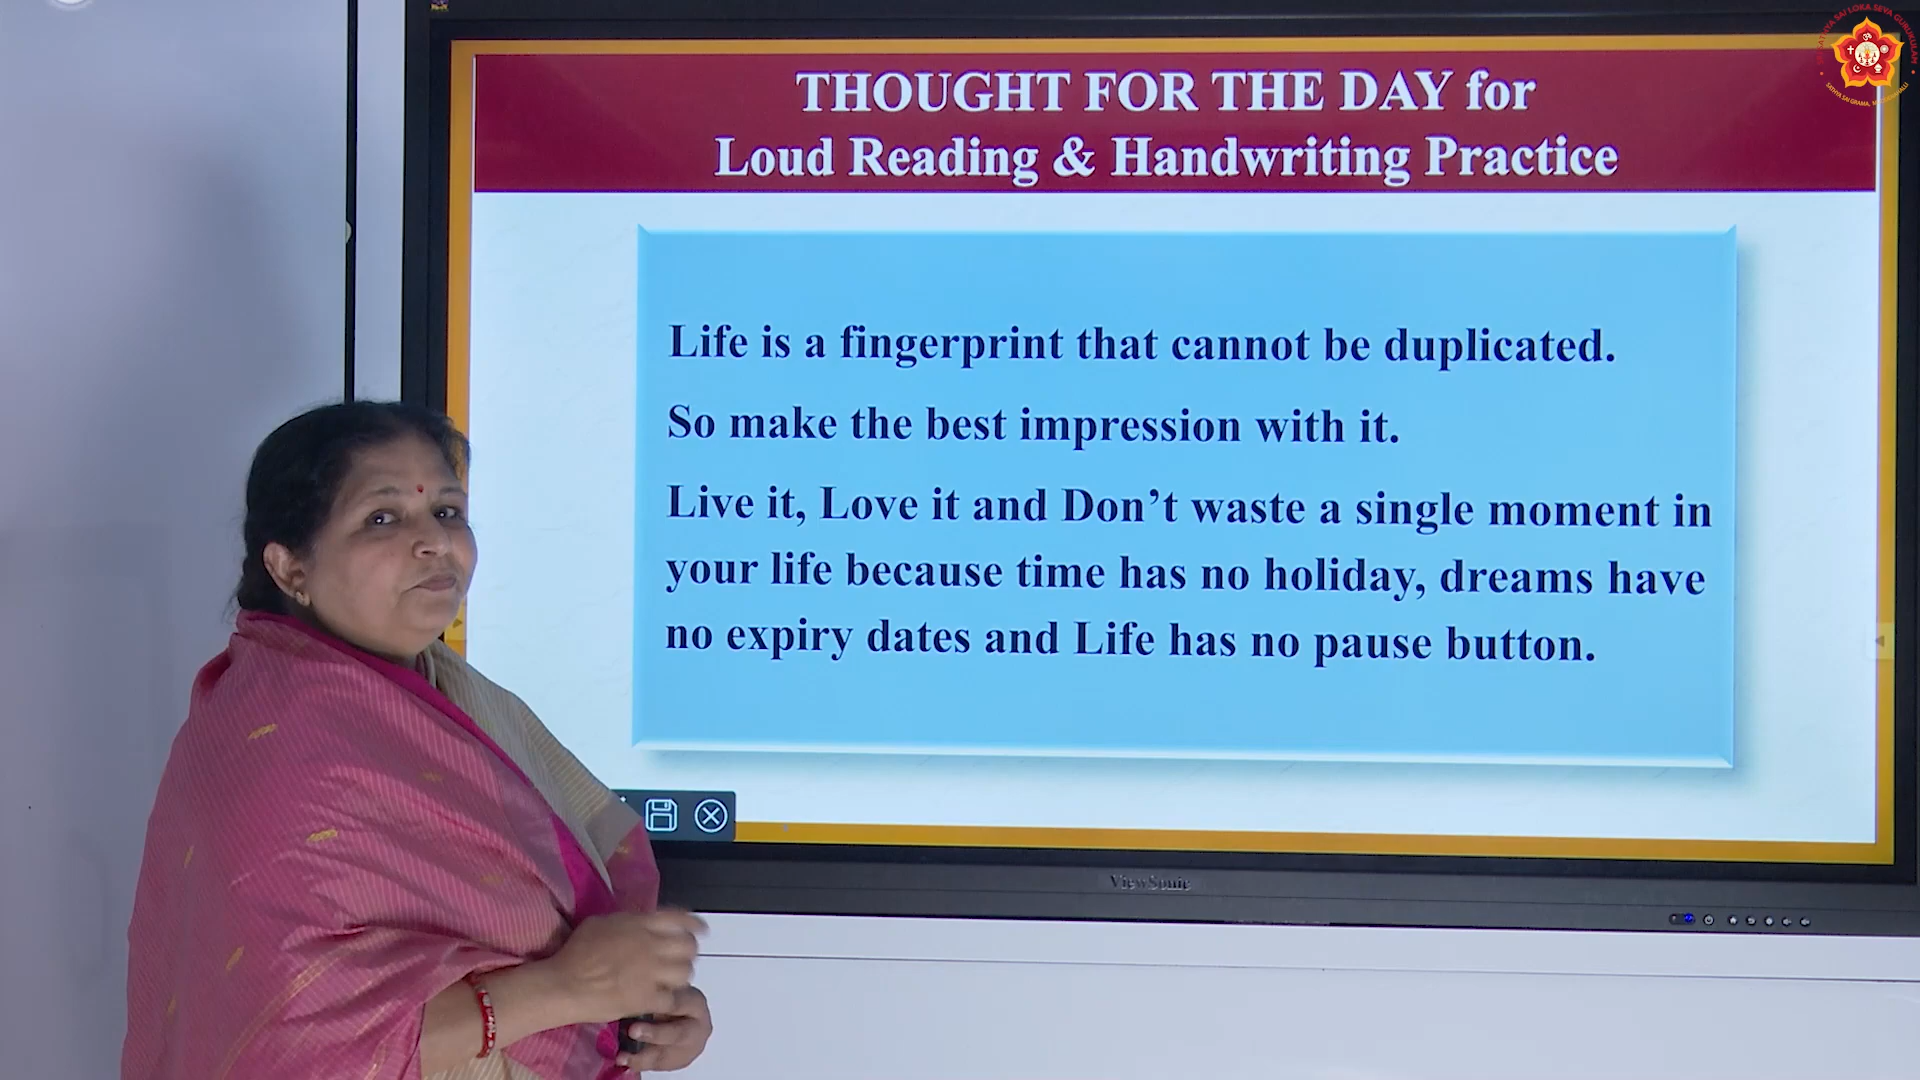 THOUGHT FOR THE DAY for
Loud Reading & Handwriting Practice
Life is a fingerprint that cannot be duplicated.
So make the best impression with it.
Live it, Love it and Don’t waste a single moment in
your life because time has no holiday, dreams have
no expiry dates and Life has no pause button.
ViewSonic